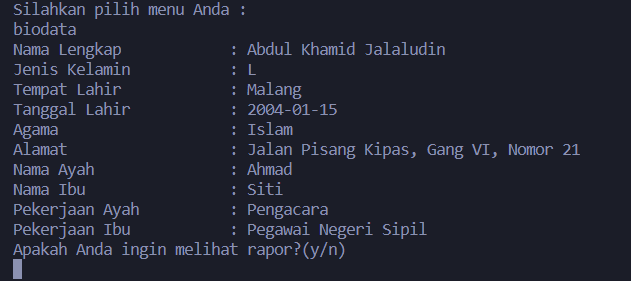 Silahkan pilih menu Anda :
biodata
Nama Lengkap : Abdul Khamid Jalaludin
Jenis Kelamin : L
Tempat Lahir : Malang
Tanggal Lahir : 2004-01-15
Agama : Islam
Alamat : Jalan Pisang Kipas, Gang VI, Nomor 21
Nama Ayah : Ahmad
Nama Ibu : Siti
Pekerjaan Ayah : Pengacara
Pekerjaan Ibu : Pegawai Negeri Sipil
Apakah Anda ingin melihat rapor?(y/n)